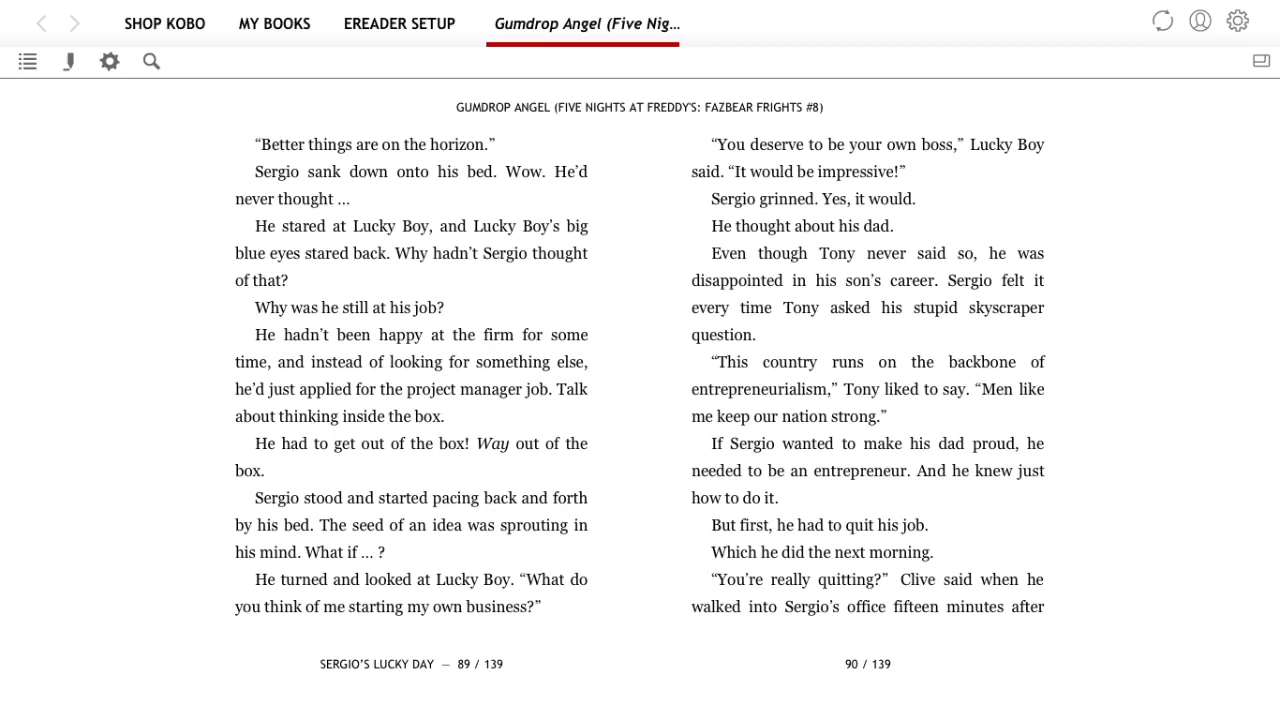 SHOP KOBO
MY BOOKS
EREADER SETUP
Gumdrop Angel (Five Nig...
GUMDROP ANGEL (FIVE NIGHTS AT FREDDY'S: FAZBEAR FRIGHTS #8)
“Better things are on the horizon.”
Sergio sank down onto his bed. Wow. He’d
never thought ...
He stared at Lucky Boy, and Lucky Boy’s big
blue eyes stared back. Why hadn’t Sergio thought
of that?
Why was he still at his job?
He hadn’t been happy at the firm for some
time, and instead of looking for something else,
he’d just applied for the project manager job. Talk
about thinking inside the box.
He had to get out of the box! Way out of the
box.
Sergio stood and started pacing back and forth
by his bed. The seed of an idea was sprouting in
his mind. What if ... ?
He turned and looked at Lucky Boy. “What do
you think of me starting my own business?”
SERGIO’S LUCKY DAY — 89 / 139
“You deserve to be your own boss,” Lucky Boy
said. “It would be impressive!”
Sergio grinned. Yes, it would.
He thought about his dad.
Even though Tony never said so, he was
disappointed in his son’s career. Sergio felt it
every time Tony asked his stupid skyscraper
question.
“This country runs on the backbone of
entrepreneurialism,” Tony liked to say. “Men like
me keep our nation strong.”
If Sergio wanted to make his dad proud, he
needed to be an entrepreneur. And he knew just
how to do it.
But first, he had to quit his job.
Which he did the next morning.
“You’re really quitting?” Clive said when he
walked into Sergio’s office fifteen minutes after
90 / 139